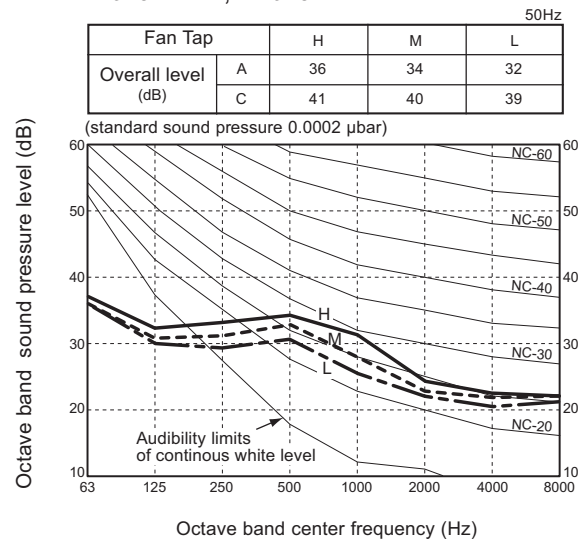 50Hz
Fan Tap H M L
Overall level (dB) A 36 34 32
C 41 40 39
(standard sound pressure 0.0002 µbar)
Octave band sound pressure level (dB)
60 60
50 50
40 40
30 30
20 20
10 10
NC-60
NC-50
NC-40
NC-30
NC-20
H
M
L
Audibility limits
of continous white level
63 125 250 500 1000 2000 4000 8000
Octave band center frequency (Hz)